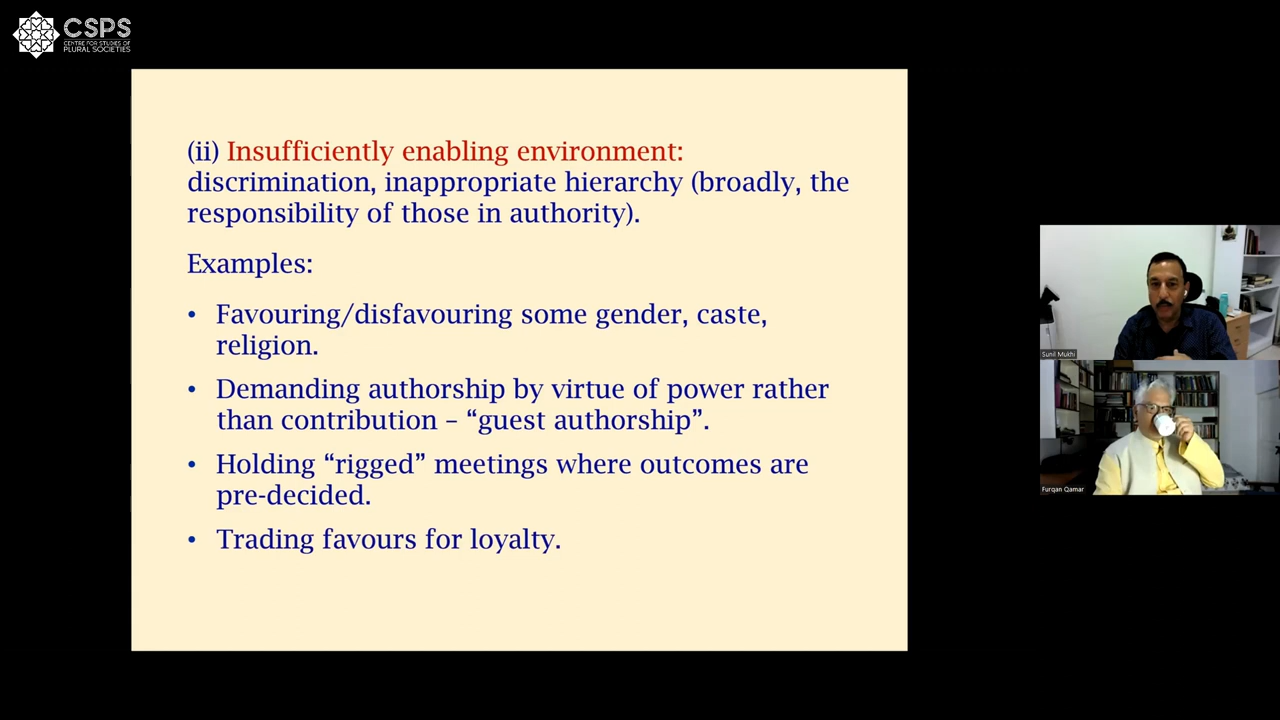 CSPS
CENTRE FOR STUDIES OF
PLURAL SOCIETIES
(ii) Insufficiently enabling environment:
discrimination, inappropriate hierarchy (broadly, the
responsibility of those in authority).
Examples:
• Favouring/disfavouring some gender, caste,
religion.
• Demanding authorship by virtue of power rather
than contribution – “guest authorship”.
• Holding “rigged” meetings where outcomes are
pre-decided.
• Trading favours for loyalty.
Sunil Mukhi
Furqan Qamar